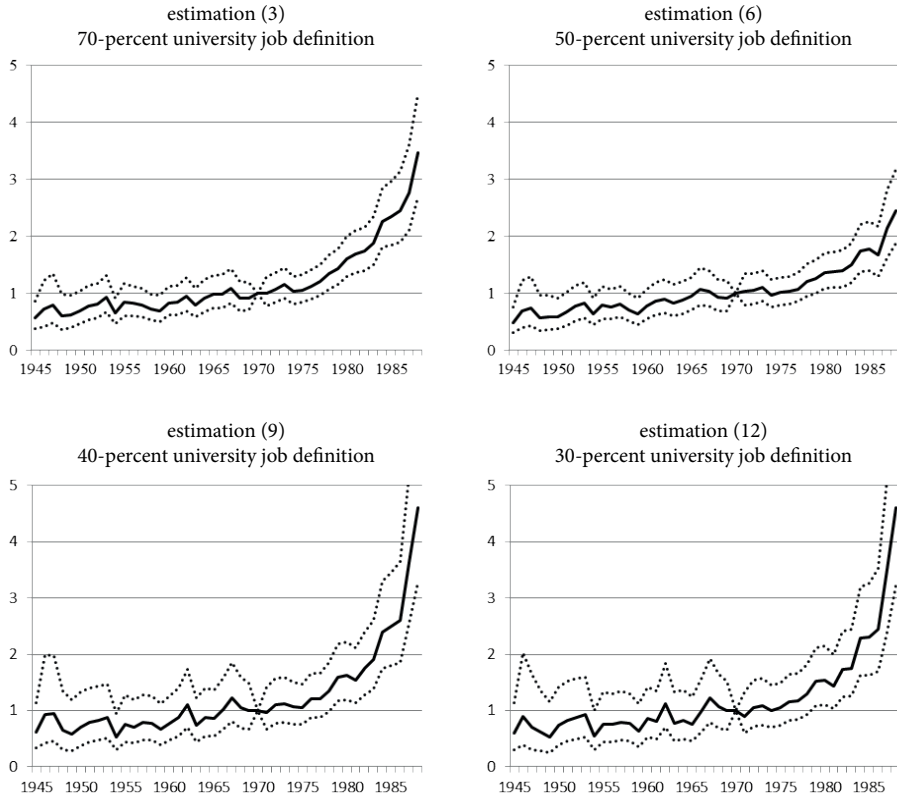 estimation (3)
70-percent university job definition
5
4
3
2
1
0
1945 1950 1955 1960 1965 1970 1975 1980 1985
estimation (6)
50-percent university job definition
5
4
3
2
1
0
1945 1950 1955 1960 1965 1970 1975 1980 1985
estimation (9)
40-percent university job definition
5
4
3
2
1
0
1945 1950 1955 1960 1965 1970 1975 1980 1985
estimation (12)
30-percent university job definition
5
4
3
2
1
0
1945 1950 1955 1960 1965 1970 1975 1980 1985